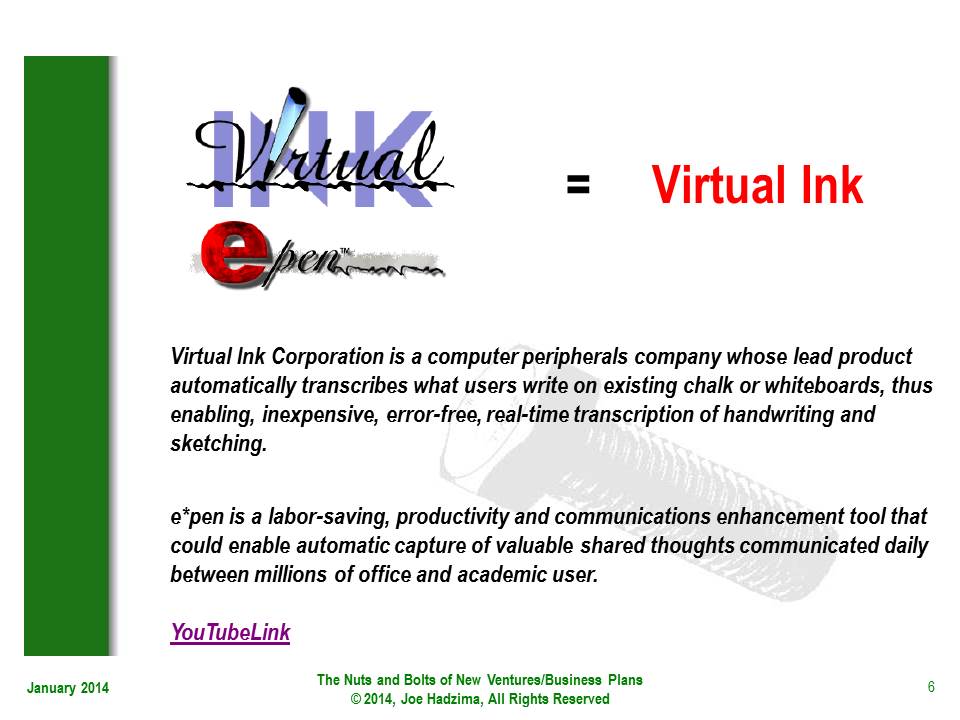 INK
Virtual
= Virtual Ink
epen™
Virtual Ink Corporation is a computer peripherals company whose lead product
automatically transcribes what users write on existing chalk or whiteboards, thus
enabling, inexpensive, error-free, real-time transcription of handwriting and
sketching.
e*pen is a labor-saving, productivity and communications enhancement tool that
could enable automatic capture of valuable shared thoughts communicated daily
between millions of office and academic user.
YouTubeLink
January 2014
The Nuts and Bolts of New Ventures/Business Plans
© 2014, Joe Hadzima, All Rights Reserved
6